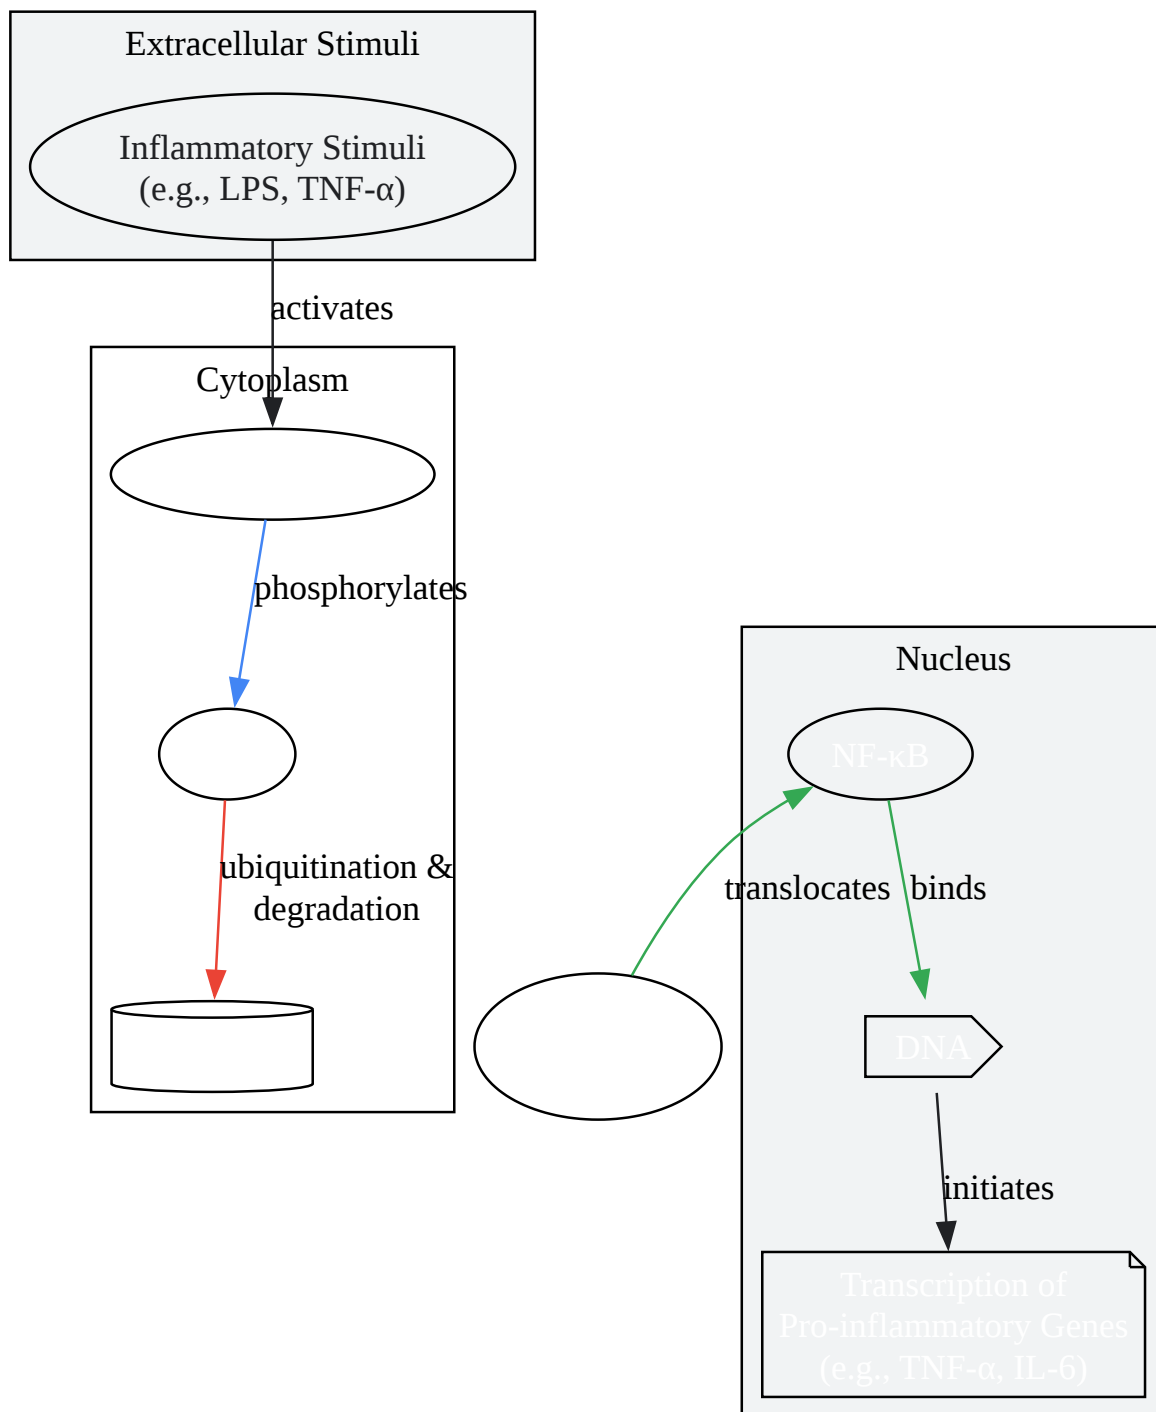 Extracellular Stimuli
Inflammatory Stimuli
(e.g., LPS, TNF-α)
activates
Cytoplasm
phosphorylates
Nucleus
NF-κB
ubiquitination &
degradation
translocates
binds
DNA
initiates
Transcription of
Pro-inflammatory Genes
(e.g., TNF-α, IL-6)